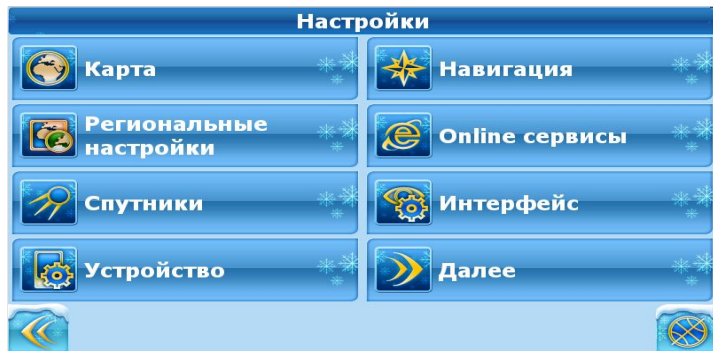 Настройки
Карта
Навигация
Региональные
настройки
Online сервисы
Спутники
Интерфейс
Устройство
Далее